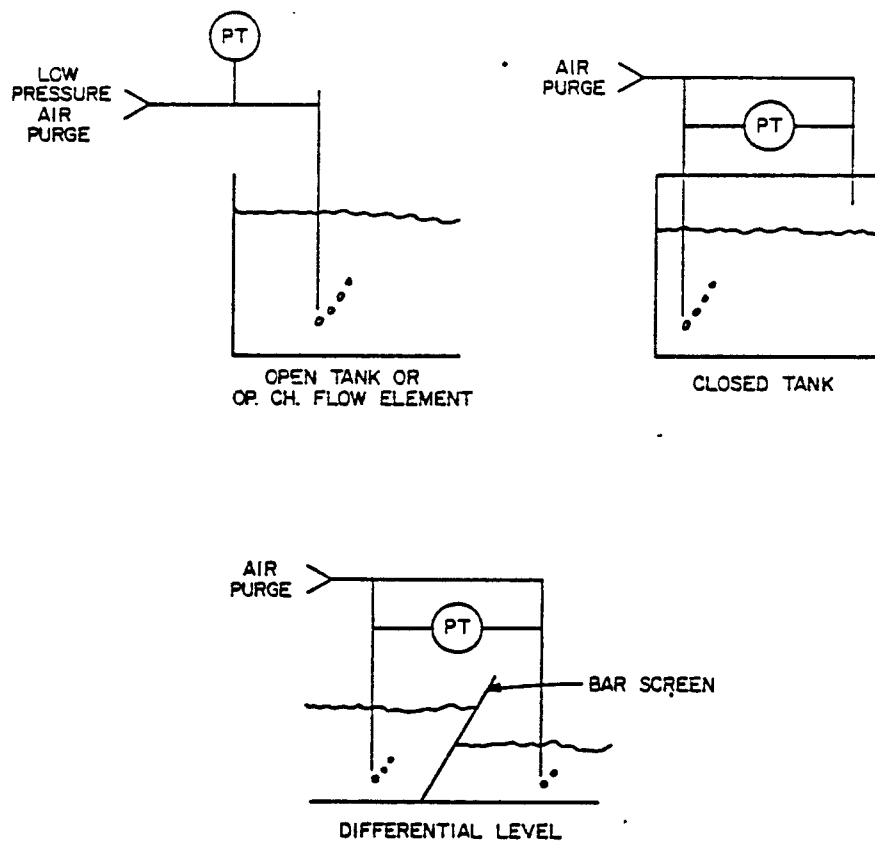 PT
LOW
PRESSURE
AIR
PURGE
OPEN TANK OR
OP. CH. FLOW ELEMENT
AIR
PURGE
PT
CLOSED TANK
AIR
PURGE
PT
BAR SCREEN
DIFFERENTIAL LEVEL